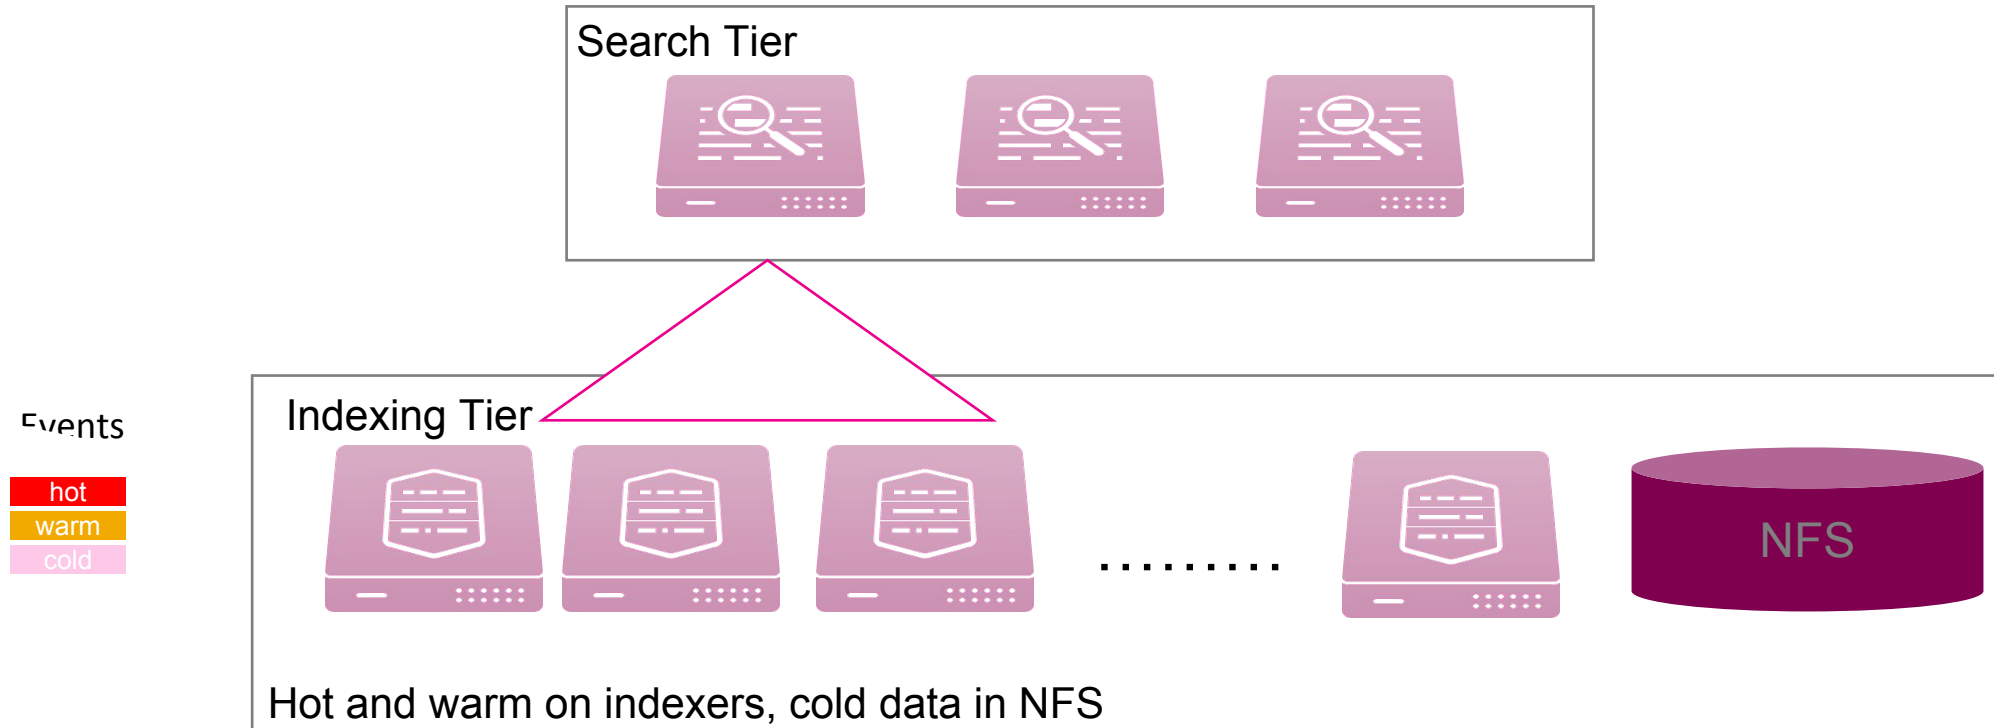 Search Tier
Indexing Tier
Events
hot
warm
cold
.........
NFS
Hot and warm on indexers, cold data in NFS